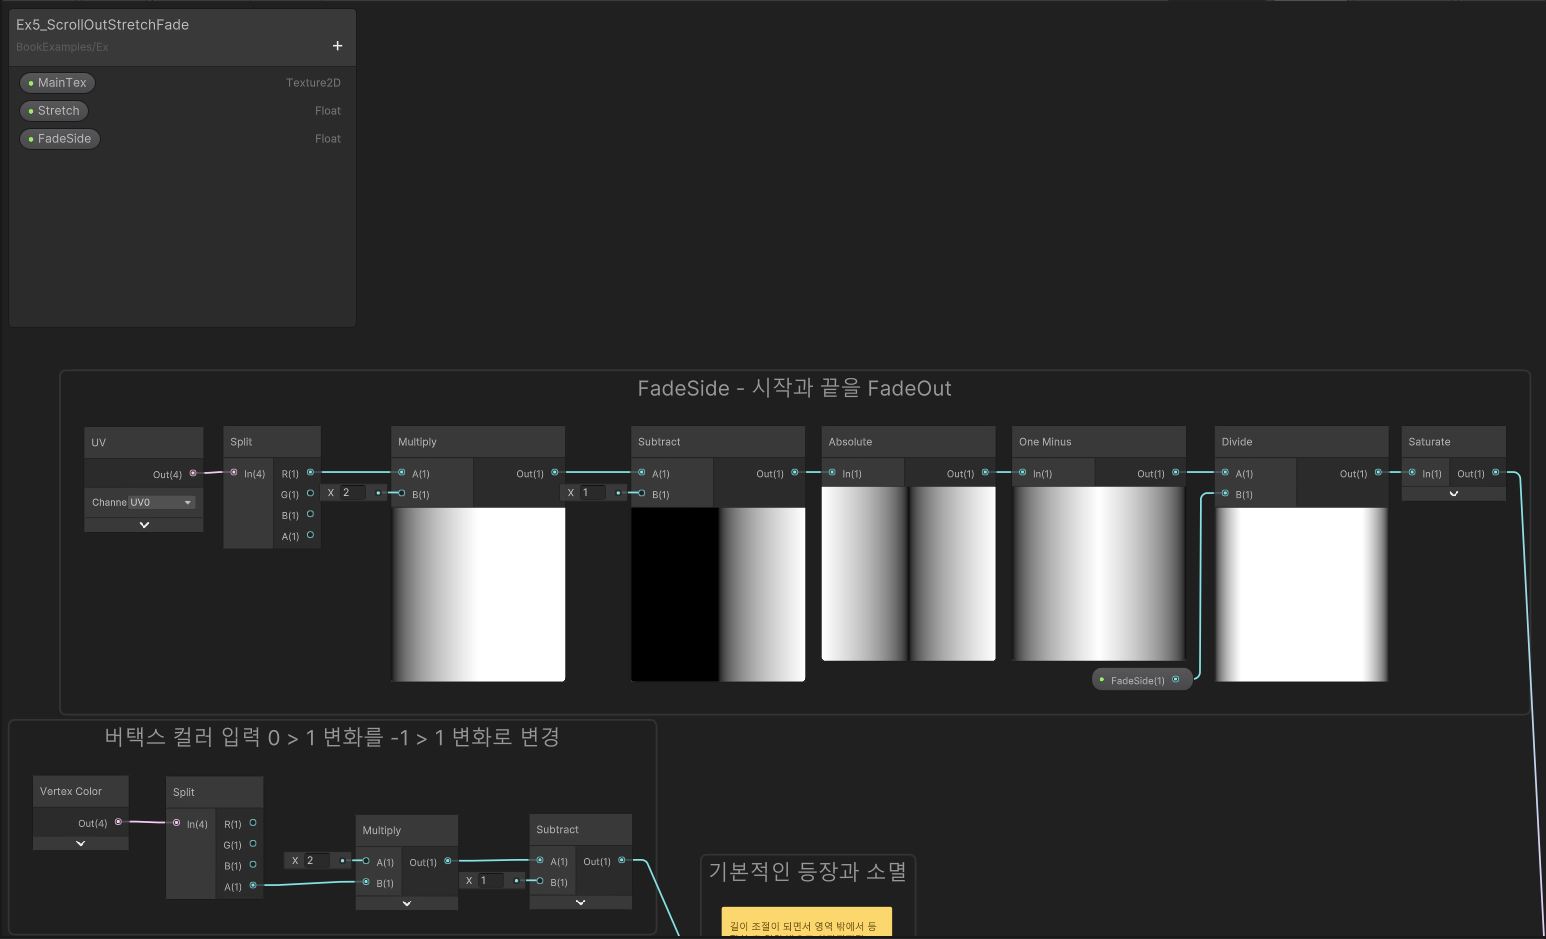 Ex5_ScrollOutStretchFade
BookExamples/Ex
+
MainTex Texture2D
Stretch Float
FadeSide Float
FadeSide - 시작과 끝을 FadeOut
UV
Out(4)
Channe UV0
Split
In(4) R(1)
G(1)
B(1)
A(1)
X 2
Multiply
A(1) Out(1)
B(1)
X 1
Subtract
A(1) Out(1)
B(1)
Absolute
In(1) Out(1)
One Minus
In(1) Out(1)
FadeSide(1)
Divide
A(1) Out(1)
B(1)
Saturate
In(1) Out(1)
버택스 컬러 입력 0 > 1 변화를 -1 > 1 변화로 변경
Vertex Color
Out(4)
Split
In(4) R(1)
G(1)
B(1)
A(1)
X 2
Multiply
A(1) Out(1)
B(1)
X 1
Subtract
A(1) Out(1)
B(1)
기본적인 등장과 소멸
길이 조절이 되면서 영역 밖에서 등